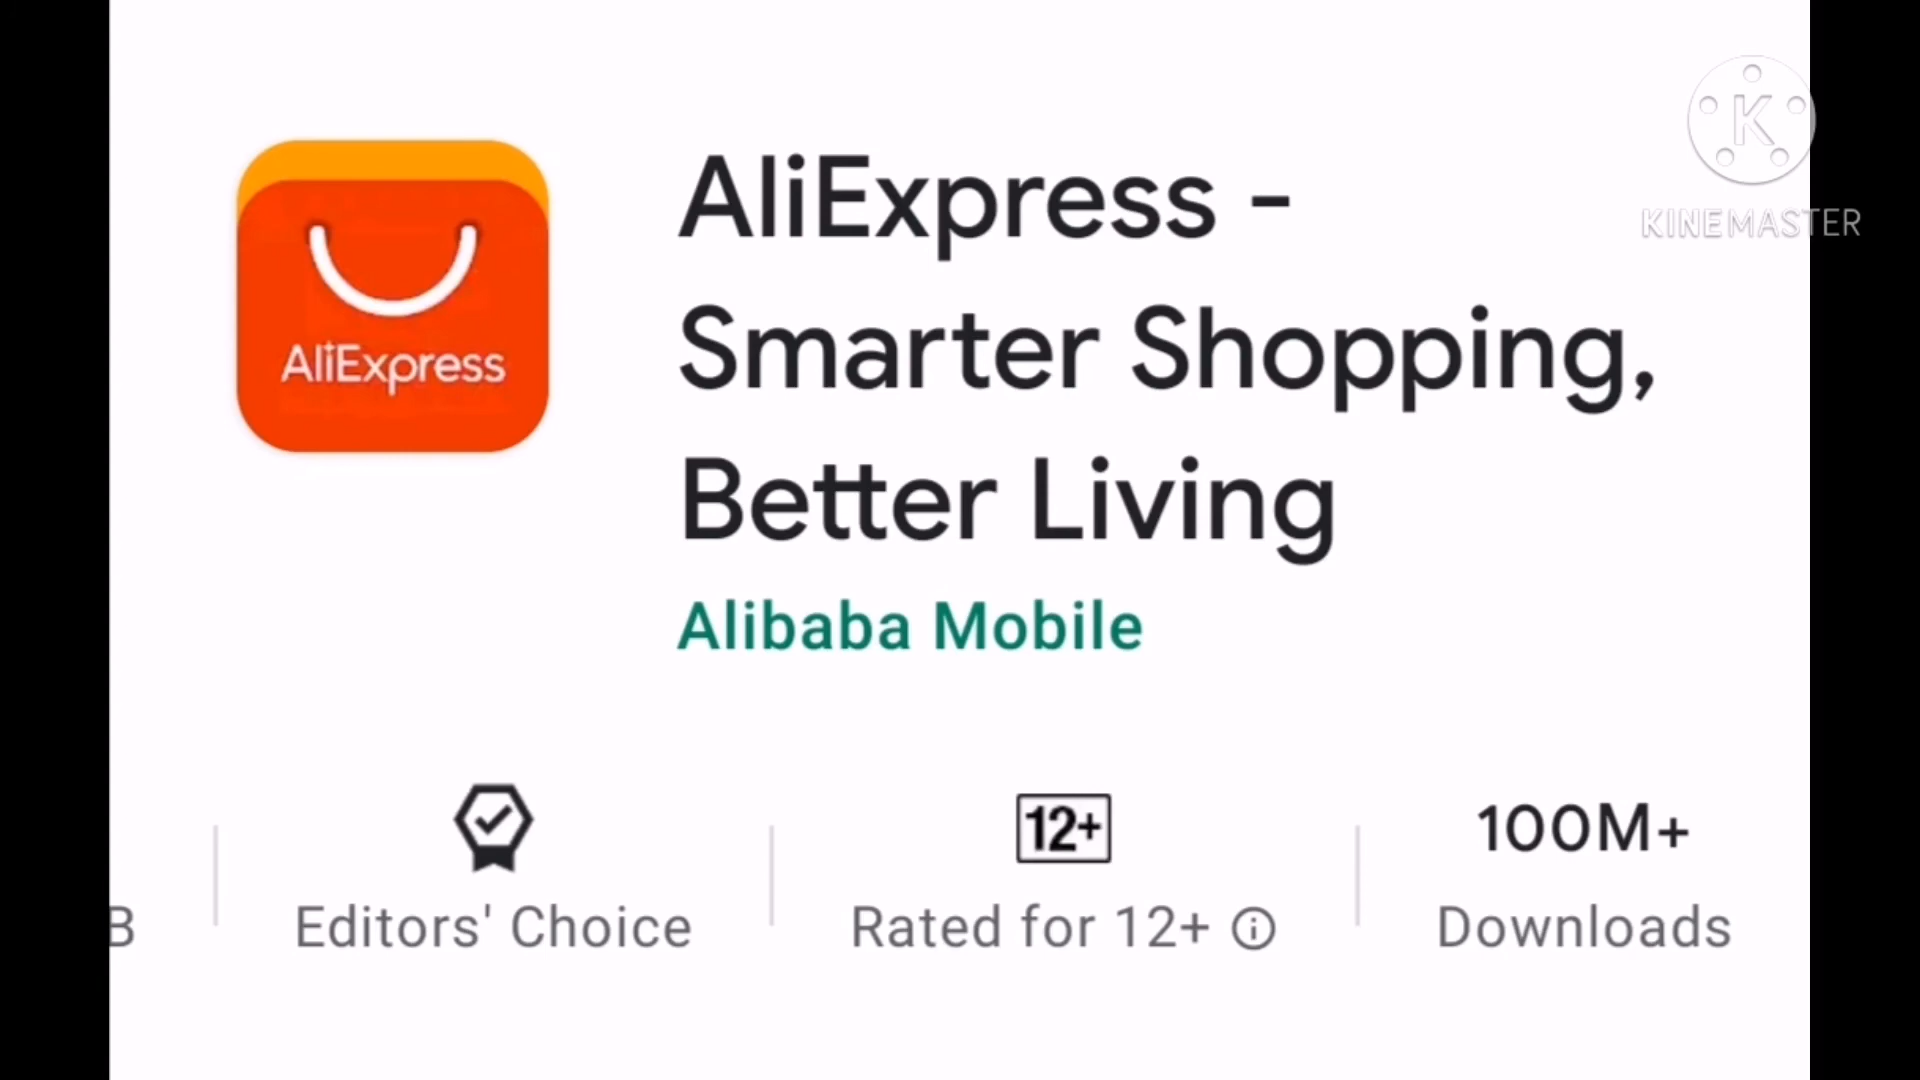 AliExpress -
Smarter Shopping,
Better Living
Alibaba Mobile
AliExpress
K
KINEMASTER
B
Editors' Choice
12+
Rated for 12+
100M+
Downloads